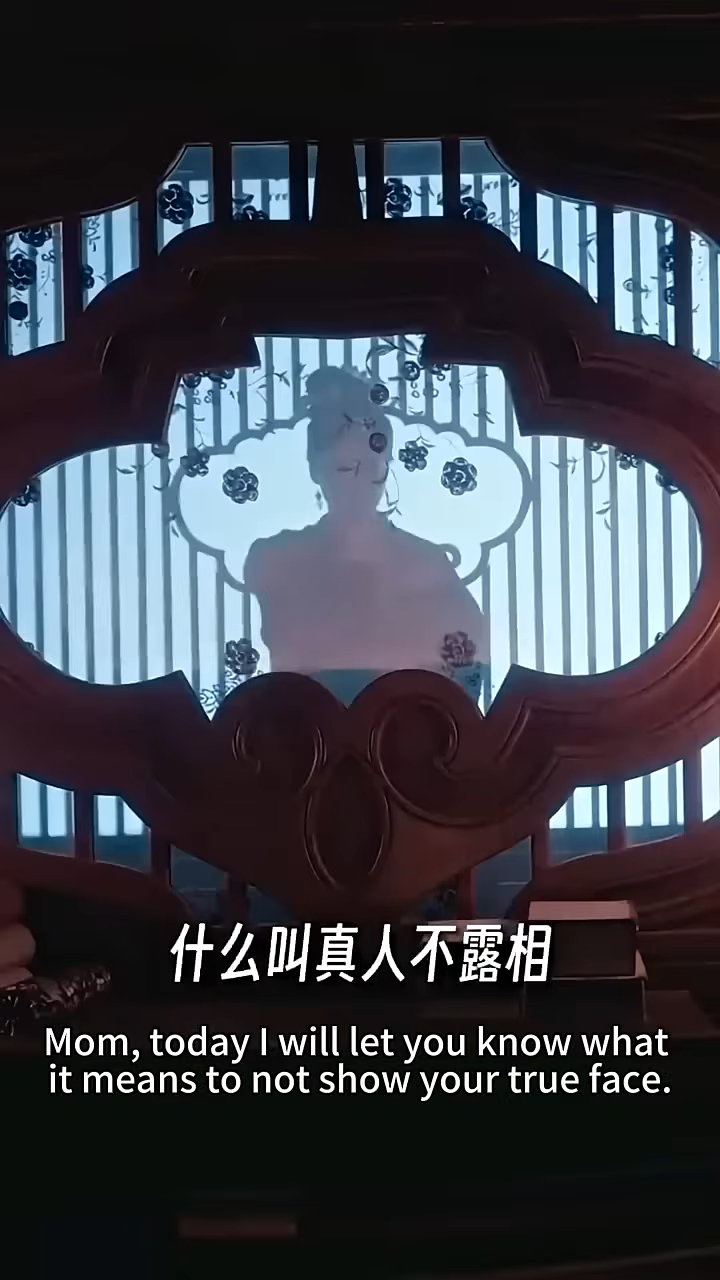 什么叫真人不露相
Mom, today I will let you know what
it means to not show your true face.